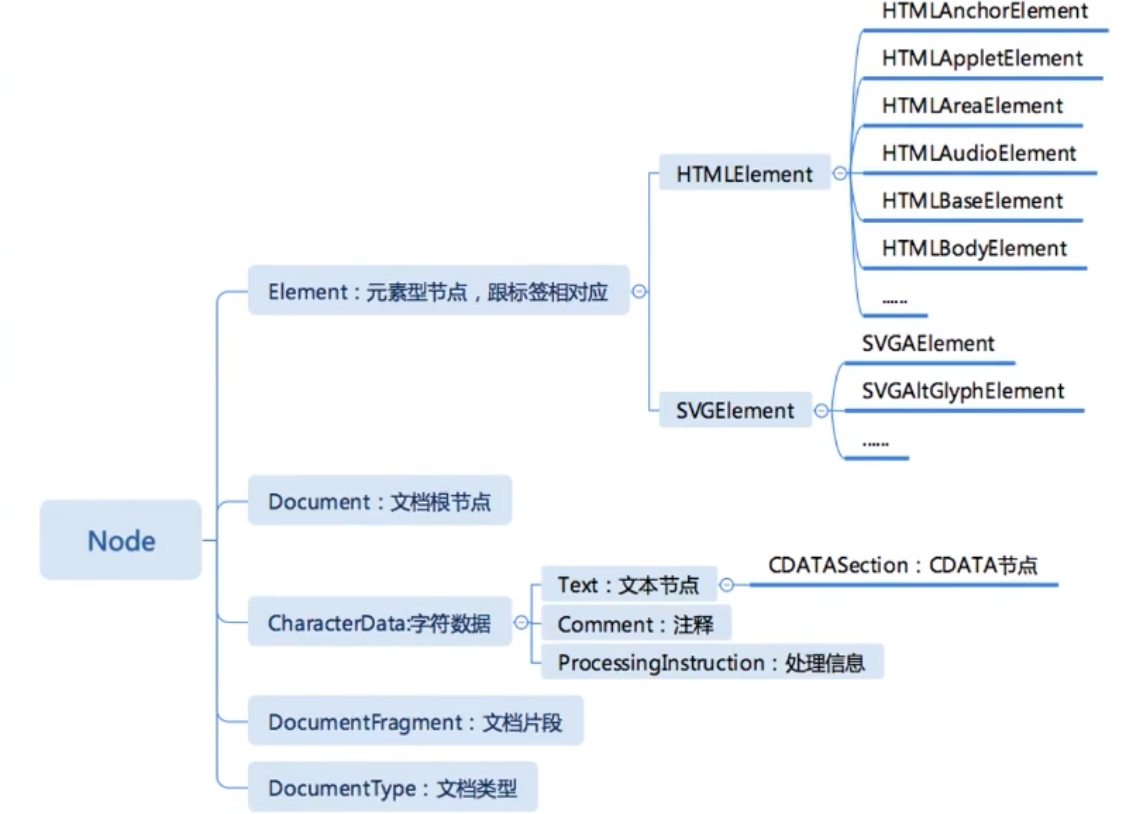 HTMLAnchorElement
HTMLAppletElement
HTMLAreaElement
HTMLAudioElement
HTMLElement
HTMLBaseElement
HTMLBodyElement
Element：元素型节点，跟标签相对应
……
SVGAElement
SVGAltGlyphElement
SVGElement
……
Document：文档根节点
Node
CDATASection：CDATA节点
Text：文本节点
CharacterData:字符数据
Comment：注释
ProcessingInstruction：处理信息
DocumentFragment：文档片段
DocumentType：文档类型